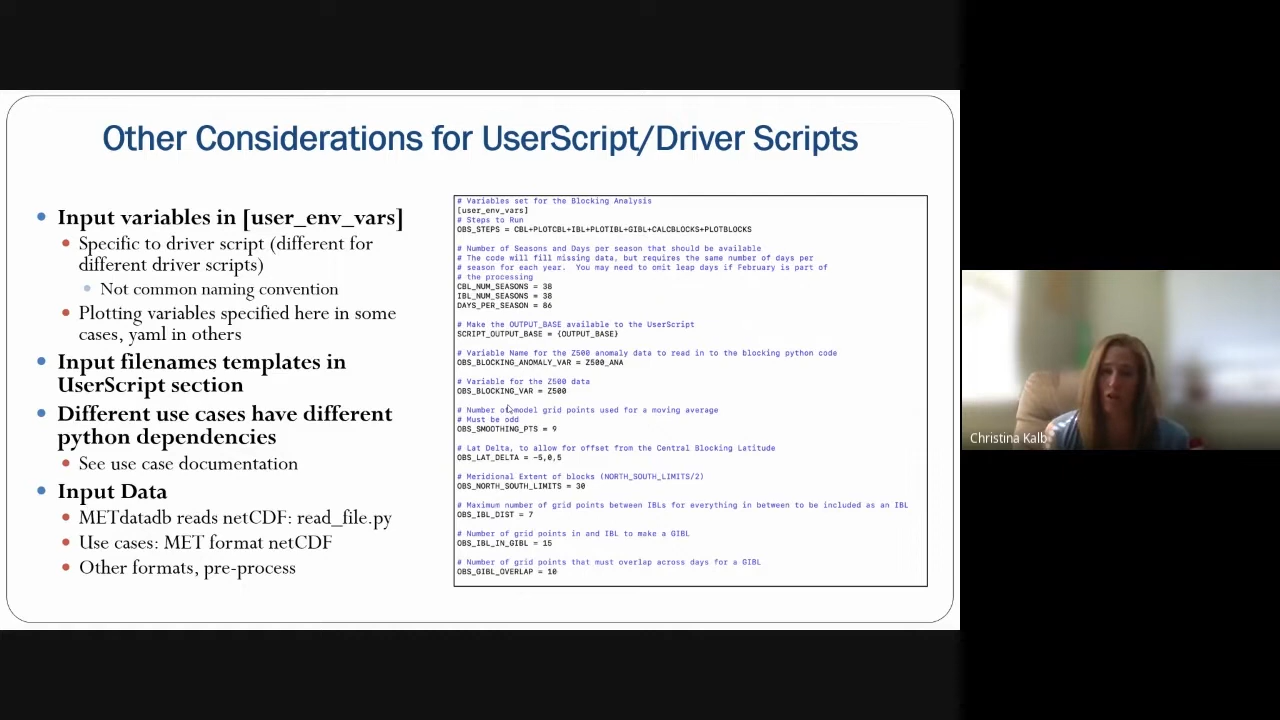 Other Considerations for UserScript/Driver Scripts
Input variables in [user_env_vars]
Specific to driver script (different for
different driver scripts)
Not common naming convention
Plotting variables specified here in some
cases, yaml in others
Input filenames templates in
UserScript section
Different use cases have different
python dependencies
See use case documentation
Input Data
METdatadb reads netCDF: read_file.py
Use cases: MET format netCDF
Other formats, pre-process
# Variables set for the Blocking Analysis
[user_env_vars]
# Steps to Run
OBS_STEPS = CBL+PLOTCBL+IBL+PLOTIBL+GIBL+CALCBLOCKS+PLOTBLOCKS
# Number of Seasons and Days per season that should be available
# The code will fill missing data, but requires the same number of days per
# season for each year. You may need to omit leap days if February is part of
# the processing
CBL_NUM_SEASONS = 38
IBL_NUM_SEASONS = 38
DAYS_PER_SEASON = 86
# Make the OUTPUT_BASE available to the UserScript
SCRIPT_OUTPUT_BASE = {OUTPUT_BASE}
# Variable Name for the Z500 anomaly data to read in to the blocking python code
OBS_BLOCKING_ANOMALY_VAR = Z500_ANA
# Variable for the Z500 data
OBS_BLOCKING_VAR = Z500
# Number of model grid points used for a moving average
# Must be odd
OBS_SMOOTHING_PTS = 9
# Lat Delta, to allow for offset from the Central Blocking Latitude
OBS_LAT_DELTA = -5,0,5
# Meridional Extent of blocks (NORTH_SOUTH_LIMITS/2)
OBS_NORTH_SOUTH_LIMITS = 30
# Maximum number of grid points between IBLs for everything in between to be included as an IBL
OBS_IBL_DIST = 7
# Number of grid points in and IBL to make a GIBL
OBS_IBL_IN_GIBL = 15
# Number of grid points that must overlap across days for a GIBL
OBS_GIBL_OVERLAP = 10
Christina Kalb